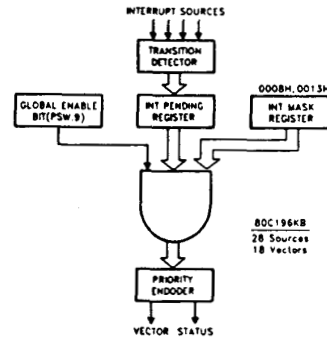 INTERRUPT SOURCES
TRANSITION
DETECTOR
0008H, 0013H
GLOBAL ENABLE
BIT(PSW.9)
INT PENDING
REGISTER
INT MASK
REGISTER
80C196KB
28 Sources
18 Vectors
PRIORITY
ENDODER
VECTOR STATUS